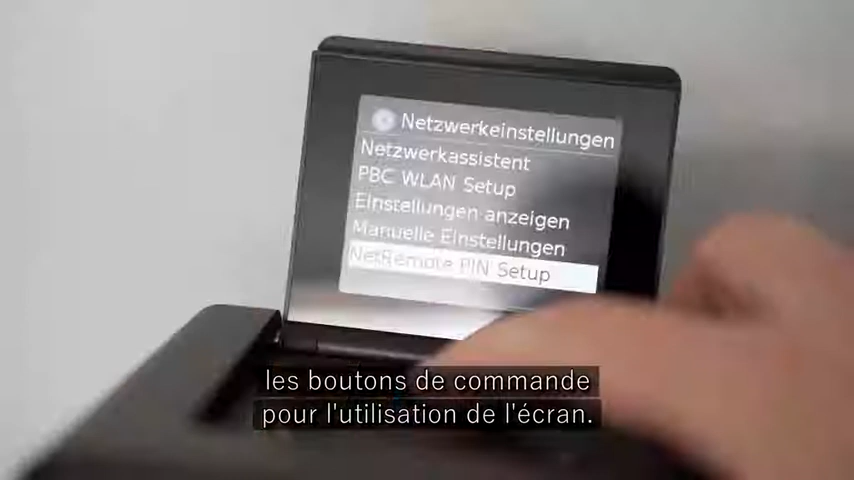 Netzwerkeinstellungen
Netzwerkassistent
PBC WLAN Setup
Einstellungen anzeigen
Manuelle Einstellungen
NetRemote PIN Setup
les boutons de commande
pour l'utilisation de l'écran.